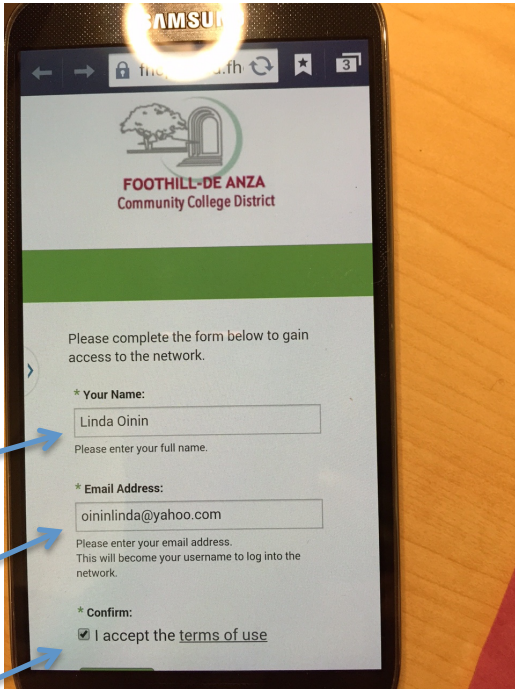 SAMSU
3
FOOTHILL-DE ANZA
Community College District
Please complete the form below to gain
access to the network.
* Your Name:
Linda Oinin
Please enter your full name.
* Email Address:
oininlinda@yahoo.com
Please enter your email address.
This will become your username to log into the
network.
* Confirm:
I accept the terms of use